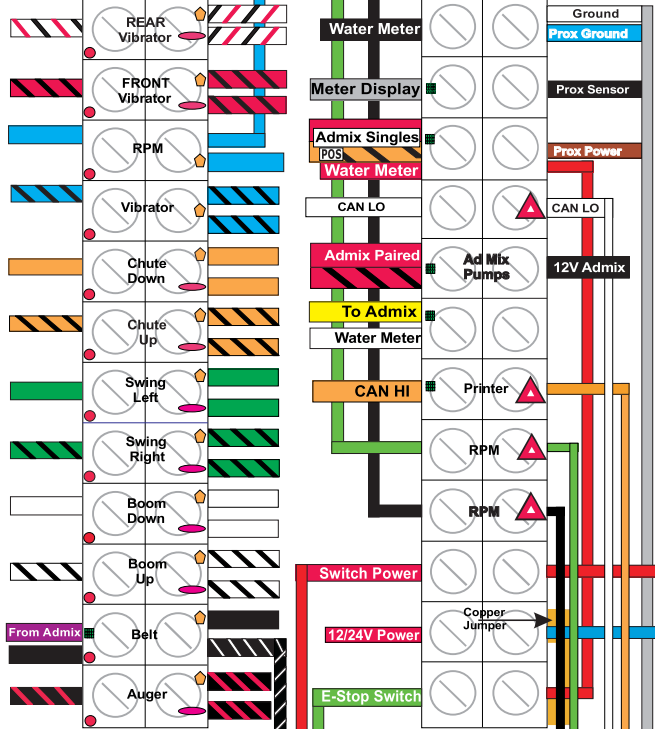 REAR
Vibrator
FRONT
Vibrator
RPM
Vibrator
Chute
Down
Chute
Up
Swing
Left
Swing
Right
Boom
Down
Boom
Up
From Admix
Belt
Auger
Water Meter
Meter Display
Admix Singles
POS
Water Meter
CAN LO
Admix Paired
To Admix
Water Meter
CAN HI
Switch Power
12/24V Power
E-Stop Switch
Ad Mix
Pumps
Printer
RPM
RPM
Copper
Jumper
Ground
Prox Ground
Prox Sensor
Prox Power
CAN LO
12V Admix